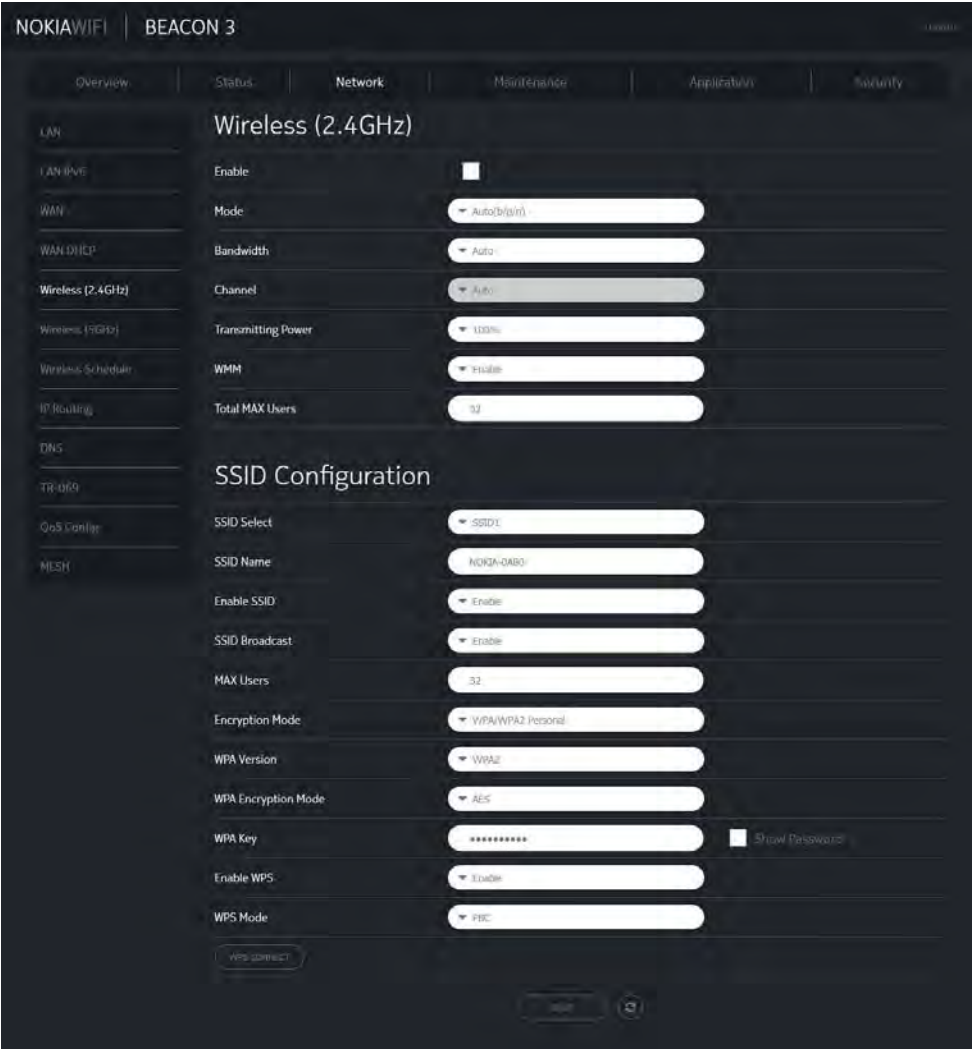 NOKIAWIFI | BEACON 3
Overview Status Network Maintenance Application Security
LAN
LAN IPv6
WAN
WAN DHCP
Wireless (2.4GHz)
Wireless (5GHz)
Wireless Schedule
IP Routing
DNS
TR-069
QoS Config
MESH
Wireless (2.4GHz)
Enable
Mode Auto(b/g/n)
Bandwidth Auto
Channel Auto
Transmitting Power 100%
WMM Enable
Total MAX Users 32
SSID Configuration
SSID Select SSID1
SSID Name NOKIA-0AB0
Enable SSID Enable
SSID Broadcast Enable
MAX Users 32
Encryption Mode WPA/WPA2 Personal
WPA Version WPA2
WPA Encryption Mode AES
WPA Key ********** Show Password
Enable WPS Enable
WPS Mode PBC
WPS CONNECT